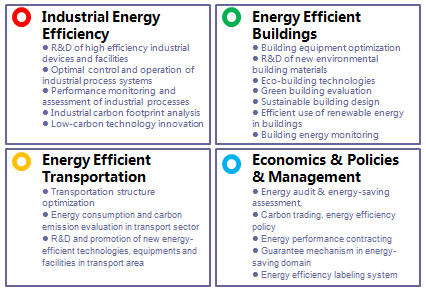 Industrial Energy
Efficiency
● R&D of high efficiency industrial
devices and facilities
● Optimal control and operation of
industrial process systems
● Performance monitoring and
assessment of industrial processes
● Industrial carbon footprint analysis
● Low-carbon technology innovation
Energy Efficient
Buildings
● Building equipment optimization
● R&D of new environmental
building materials
● Eco-building technologies
● Green building evaluation
● Sustainable building design
● Efficient use of renewable energy
in buildings
● Building energy monitoring
Energy Efficient
Transportation
● Transportation structure
optimization
● Energy consumption and carbon
emission evaluation in transport sector
● R&D and promotion of new energy-
efficient technologies, equipments and
facilities in transport area
Economics & Policies
& Management
● Energy audit & energy-saving
assessment,
● Carbon trading, energy efficiency
policy
● Energy performance contracting
● Guarantee mechanism in energy-
saving domain
● Energy efficiency labeling system